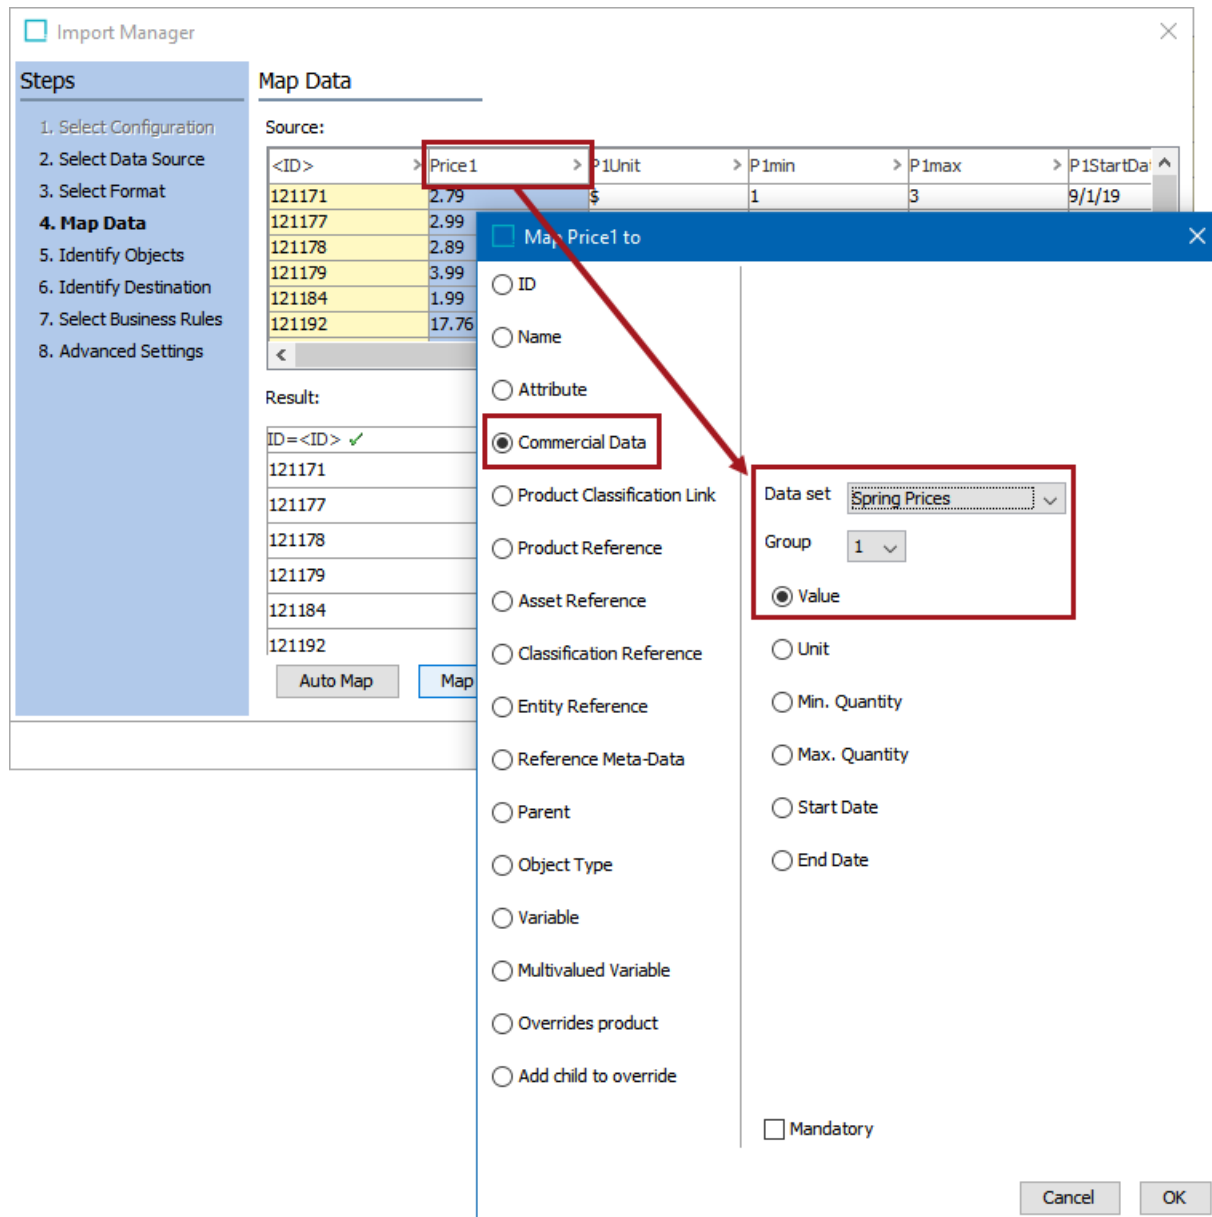 Import Manager
Steps
Map Data
1. Select Configuration
2. Select Data Source
3. Select Format
4. Map Data
5. Identify Objects
6. Identify Destination
7. Select Business Rules
8. Advanced Settings
Source:
<ID> > Price1 > P1Unit > P1min > P1max > P1StartDa
121171 2.79 $ 1 3 9/1/19
121177 2.99
121178 2.89
121179 3.99
121184 1.99
121192 17.76
Result:
ID=<ID>
121171
121177
121178
121179
121184
121192
Auto Map
Map
Map Price1 to
ID
Name
Attribute
Commercial Data
Product Classification Link
Product Reference
Asset Reference
Classification Reference
Entity Reference
Reference Meta-Data
Parent
Object Type
Variable
Multivalued Variable
Overrides product
Add child to override
Data set Spring Prices
Group 1
Value
Unit
Min. Quantity
Max. Quantity
Start Date
End Date
Mandatory
Cancel OK